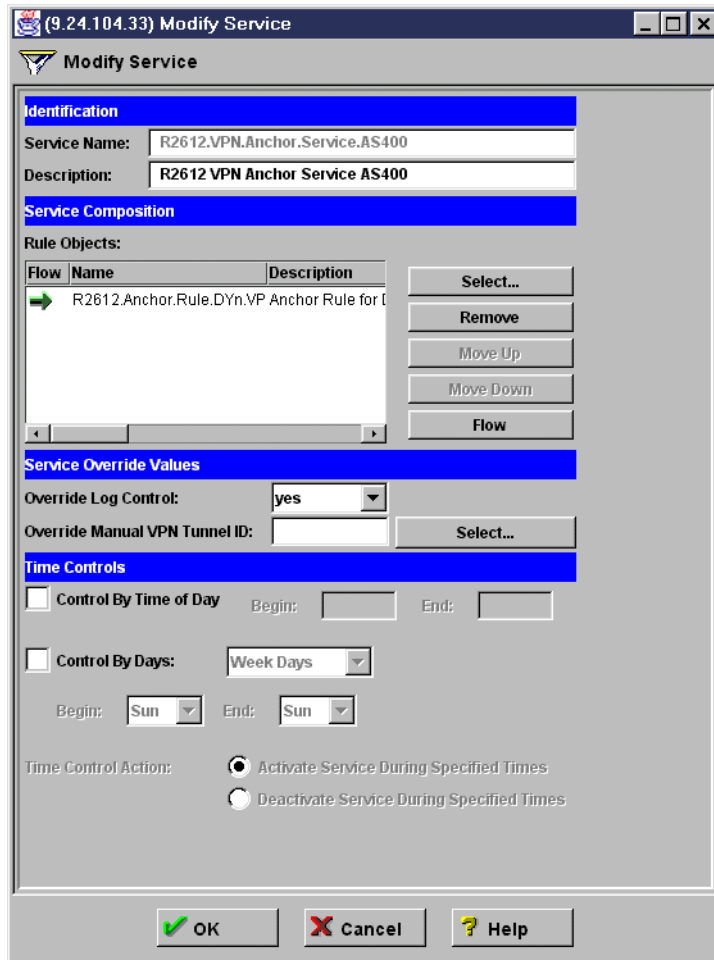 (9.24.104.33) Modify Service
Modify Service
Identification
Service Name: R2612.VPN.Anchor.Service.AS400
Description: R2612 VPN Anchor Service AS400
Service Composition
Rule Objects:
Flow Name Description
R2612.Anchor.Rule.DYn.VP Anchor Rule for D
Select...
Remove
Move Up
Move Down
Flow
Service Override Values
Override Log Control: yes
Override Manual VPN Tunnel ID: Select...
Time Controls
Control By Time of Day Begin: End:
Control By Days: Week Days
Begin: Sun End: Sun
Time Control Action: Activate Service During Specified Times
Deactivate Service During Specified Times
OK Cancel Help